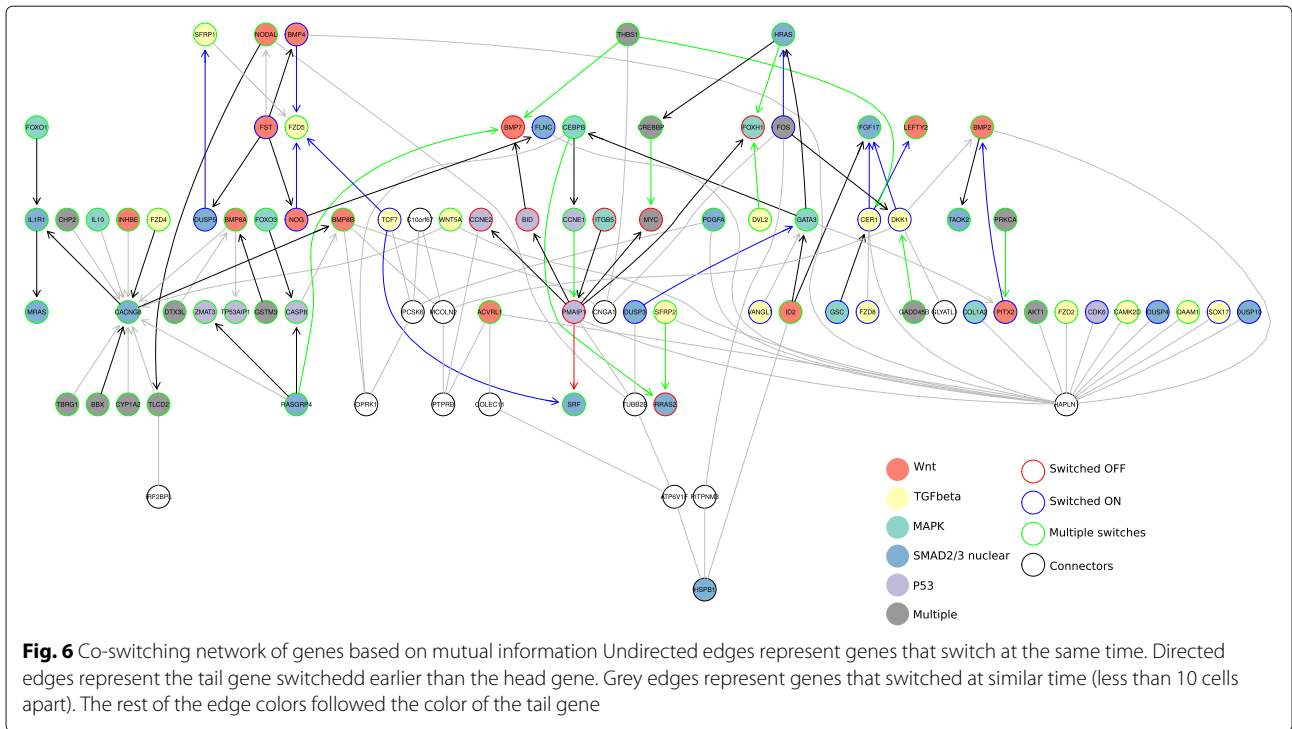 SFRP1 NODAL BMP4 THBS1 HRAS
FOXO1 FST FZD5 BMP7 FLNC CEBPB CREBBP FOXH1 FOS FGF17 LEFTY2 BMP2
IL1R1 CHP2 IL10 INHBE FZD4 DUSP5 BMP8A FOXO3 NOG BMP8B TCF7 C10orf67 WNT5A CCNE2 BID CCNE1 ITGB5 MYC PDGFA DVL2 GATA3 CER1 DKK1 TAOK2 PRKCA
MRAS CACNG8 DTX3L ZMAT3 TP53AIP1 GSTM3 CASP8 PCSK6 MCOLN2 ACVRL1 PMAIP1 CNGA1 DUSP3 SFRP2 VANGL ID2 GSC FZD8 GADD45B GLYATL1 COL1A2 PITX2 AKT1 FZD2 CDK6 CAMK2D DUSP4 DAAM1 SOX17 DUSP10
TBRG1 BBX CYP1A2 TLCD2 RASGRP4 OPRK1 PTPRB COLEC11 SRF TUBB2B RRAS2 HAPLN
IRF2BPL ATP6V1F PITPNM3
HSPB1
Wnt
TGFbeta
MAPK
SMAD2/3 nuclear
P53
Multiple
Switched OFF
Switched ON
Multiple switches
Connectors
Fig. 6 Co-switching network of genes based on mutual information Undirected edges represent genes that switch at the same time. Directed
edges represent the tail gene switchedd earlier than the head gene. Grey edges represent genes that switched at similar time (less than 10 cells
apart). The rest of the edge colors followed the color of the tail gene